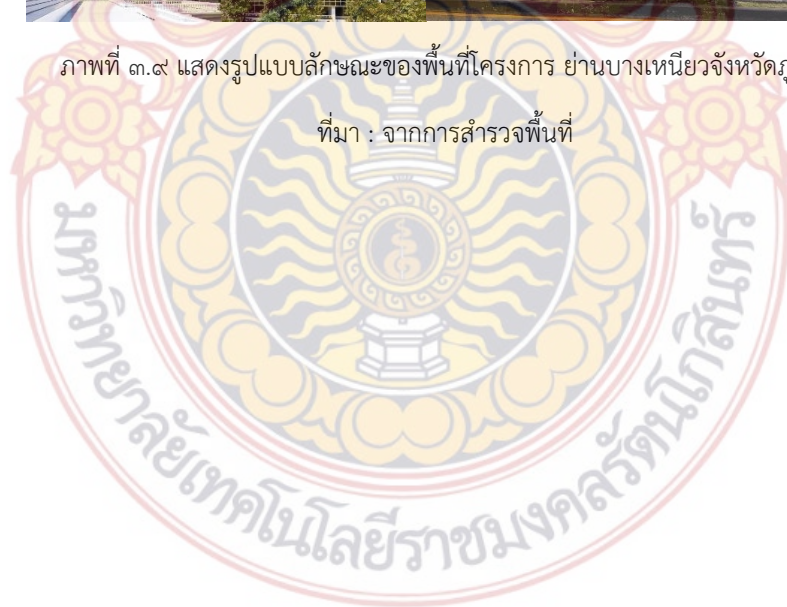 ภาพที่ ๓.๙ แสดงรูปแบบลักษณะของพื้นที่โครงการ ย่านบางเหนียวจังหวัดภู
ที่มา : จากการสำรวจพื้นที่
มหาวิทยาลัยเทคโนโลยีราชมงคลรัตนโกสินทร์